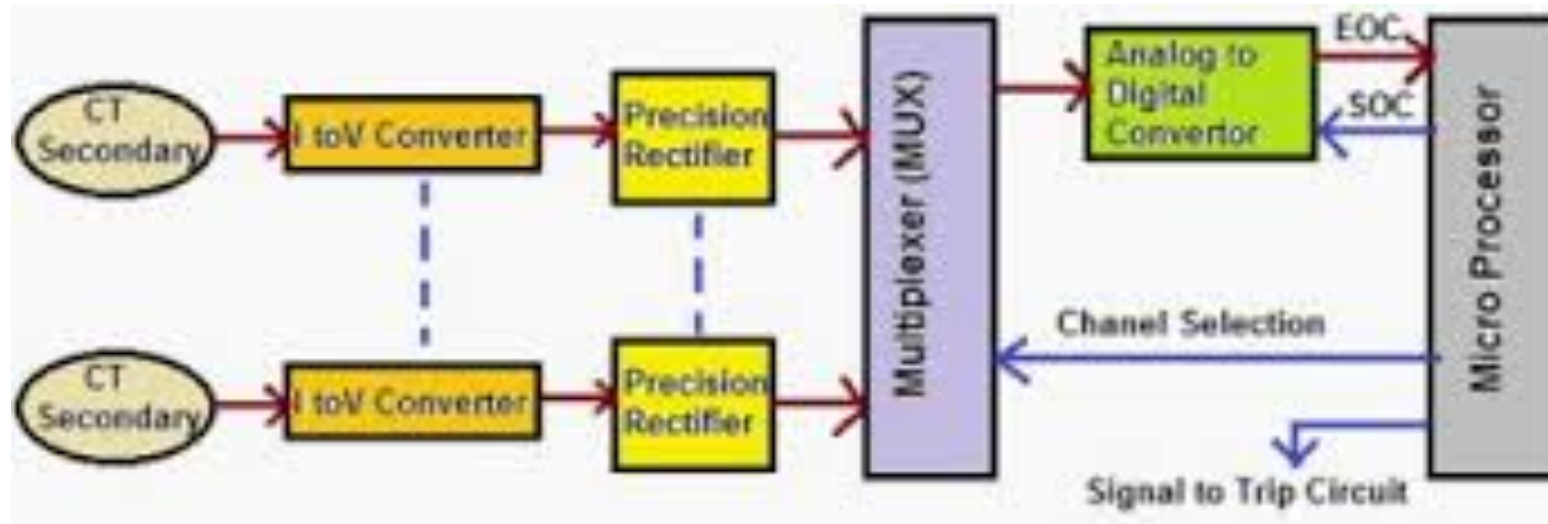 CT
Secondary
I toV Converter
Precision
Rectifier
Multiplexer (MUX)
Analog to
Digital
Convertor
EOC
SOC
Micro Processor
CT
Secondary
I toV Converter
Precision
Rectifier
Chanel Selection
Signal to Trip Circuit